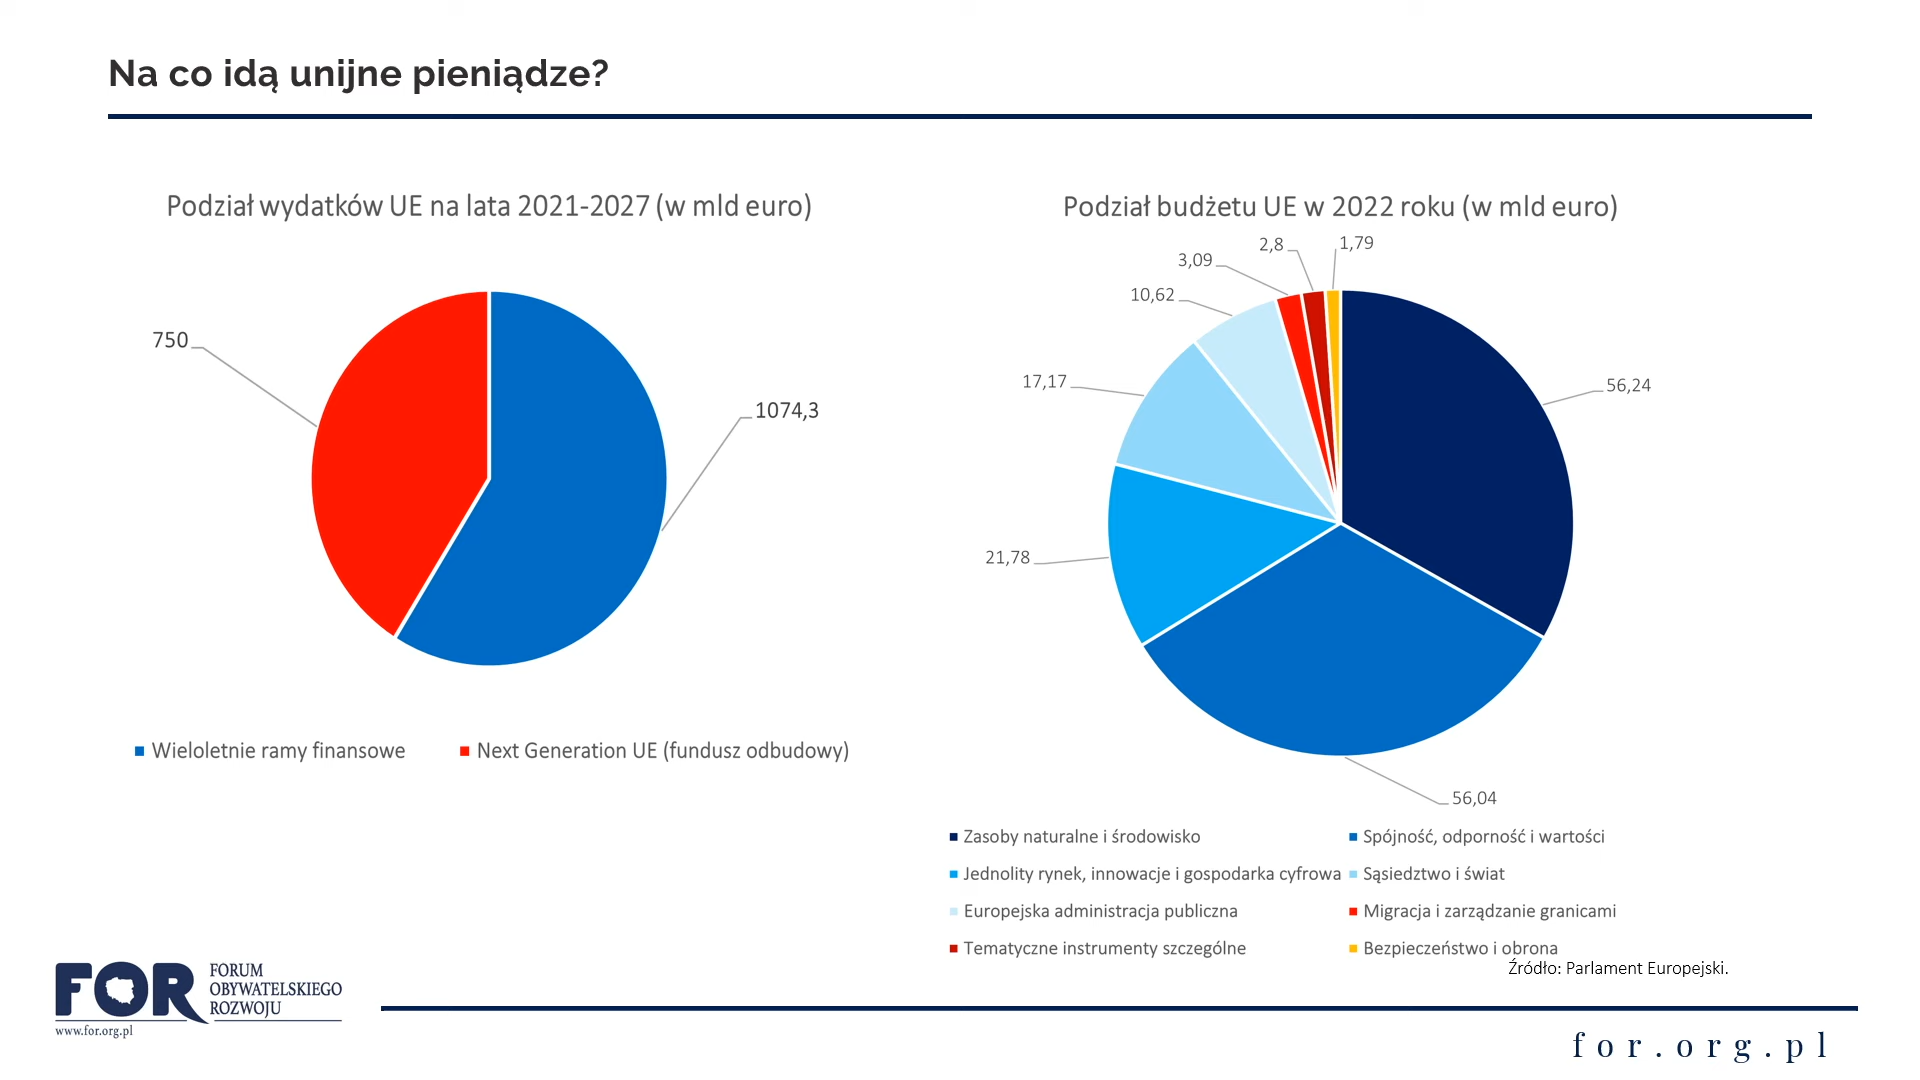 Na co idą unijne pieniądze?
Podział wydatków UE na lata 2021-2027 (w mld euro)
750
1074,3
Wieloletnie ramy finansowe
Next Generation UE (fundusz odbudowy)
Podział budżetu UE w 2022 roku (w mld euro)
1,79
2,8
3,09
10,62
17,17
56,24
21,78
56,04
Zasoby naturalne i środowisko
Spójność, odporność i wartości
Jednolity rynek, innowacje i gospodarka cyfrowa
Sąsiedztwo i świat
Europejska administracja publiczna
Migracja i zarządzanie granicami
Tematyczne instrumenty szczególne
Bezpieczeństwo i obrona
Źródło: Parlament Europejski.
FOR
FORUM
OBYWATELSKIEGO
ROZWOJU
www.for.org.pl
for.org.pl